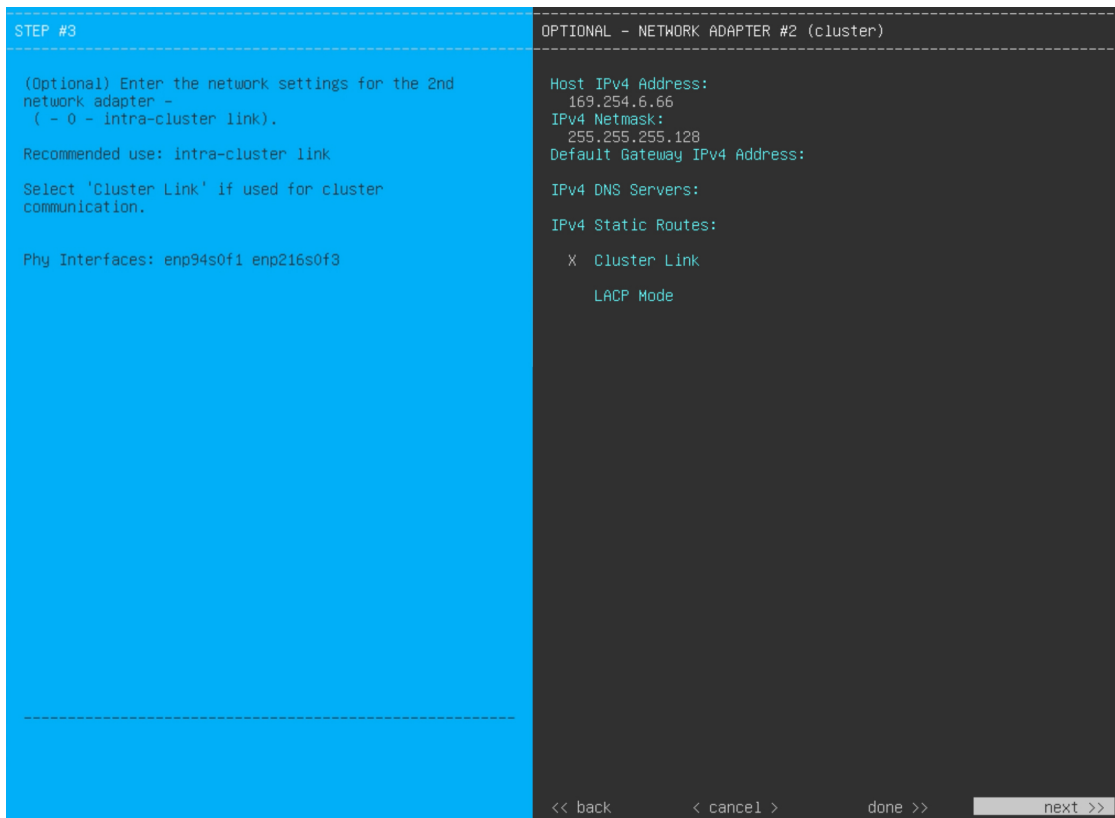 STEP #3
(Optional) Enter the network settings for the 2nd
network adapter -
( - 0 - intra-cluster link).
Recommended use: intra-cluster link
Select 'Cluster Link' if used for cluster
communication.
Phy Interfaces: enp94s0f1 enp216s0f3
OPTIONAL - NETWORK ADAPTER #2 (cluster)
Host IPv4 Address:
169.254.6.66
IPv4 Netmask:
255.255.255.128
Default Gateway IPv4 Address:
IPv4 DNS Servers:
IPv4 Static Routes:
X Cluster Link
LACP Mode
<< back < cancel > done >> next >>